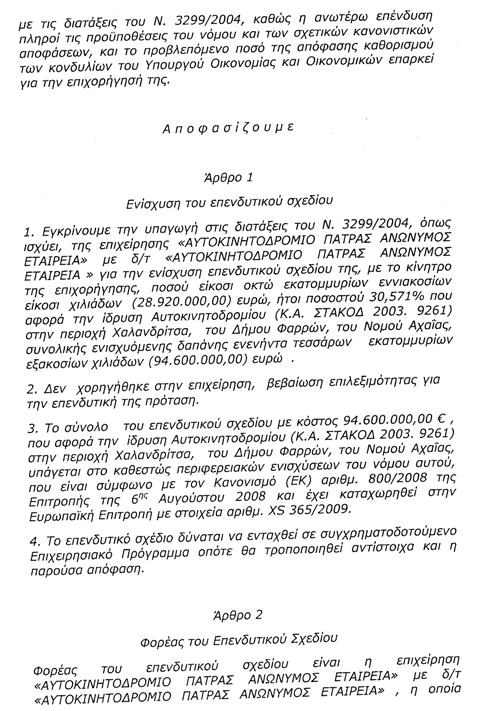 με τις διατάξεις του Ν. 3299/2004, καθώς η ανωτέρω επένδυση
πληροί τις προϋποθέσεις του νόμου και των σχετικών κανονιστικών
αποφάσεων, και το προβλεπόμενο ποσό της απόφασης καθορισμού
των κονδυλίων του Υπουργού Οικονομίας και Οικονομικών επαρκεί
για την επιχορήγησή της.
Αποφασίζουμε
Άρθρο 1
Ενίσχυση του επενδυτικού σχεδίου
1. Εγκρίνουμε την υπαγωγή στις διατάξεις του Ν. 3299/2004, όπως
ισχύει, της επιχείρησης «ΑΥΤΟΚΙΝΗΤΟΔΡΟΜΙΟ ΠΑΤΡΑΣ ΑΝΩΝΥΜΟΣ
ΕΤΑΙΡΕΙΑ» με δ/τ «ΑΥΤΟΚΙΝΗΤΟΔΡΟΜΙΟ ΠΑΤΡΑΣ ΑΝΩΝΥΜΟΣ
ΕΤΑΙΡΕΙΑ » για την ενίσχυση επενδυτικού σχεδίου της, με το κίνητρο
της επιχορήγησης, ποσού είκοσι οκτώ εκατομμυρίων εννιακοσίων
είκοσι χιλιάδων (28.920.000,00) ευρώ, ήτοι ποσοστού 30,571% που
αφορά την ίδρυση Αυτοκινητοδρομίου (Κ.Α. ΣΤΑΚΟΔ 2003. 9261)
στην περιοχή Χαλανδρίτσα, του Δήμου Φαρρών, του Νομού Αχαΐας,
συνολικής ενισχυόμενης δαπάνης ενενήντα τεσσάρων εκατομμυρίων
εξακοσίων χιλιάδων (94.600.000,00) ευρώ .
2. Δεν χορηγήθηκε στην επιχείρηση, βεβαίωση επιλεξιμότητας για
την επενδυτική της πρόταση.
3. Το σύνολο του επενδυτικού σχεδίου με κόστος 94.600.000,00 € ,
που αφορά την ίδρυση Αυτοκινητοδρομίου (Κ.Α. ΣΤΑΚΟΔ 2003. 9261)
στην περιοχή Χαλανδρίτσα, του Δήμου Φαρρών, του Νομού Αχαΐας,
υπάγεται στο καθεστώς περιφερειακών ενισχύσεων του νόμου αυτού,
που είναι σύμφωνο με τον Κανονισμό (ΕΚ) αριθμ. 800/2008 της
Επιτροπής της 6ης Αυγούστου 2008 και έχει καταχωρηθεί στην
Ευρωπαϊκή Επιτροπή με στοιχεία αριθμ. XS 365/2009.
4. Το επενδυτικό σχέδιο δύναται να ενταχθεί σε συγχρηματοδοτούμενο
Επιχειρησιακό Πρόγραμμα οπότε θα τροποποιηθεί αντίστοιχα και η
παρούσα απόφαση.
Άρθρο 2
Φορέας του Επενδυτικού Σχεδίου
Φορέας του επενδυτικού σχεδίου είναι η επιχείρηση
«ΑΥΤΟΚΙΝΗΤΟΔΡΟΜΙΟ ΠΑΤΡΑΣ ΑΝΩΝΥΜΟΣ ΕΤΑΙΡΕΙΑ» με δ/τ
«ΑΥΤΟΚΙΝΗΤΟΔΡΟΜΙΟ ΠΑΤΡΑΣ ΑΝΩΝΥΜΟΣ ΕΤΑΙΡΕΙΑ» , η οποία